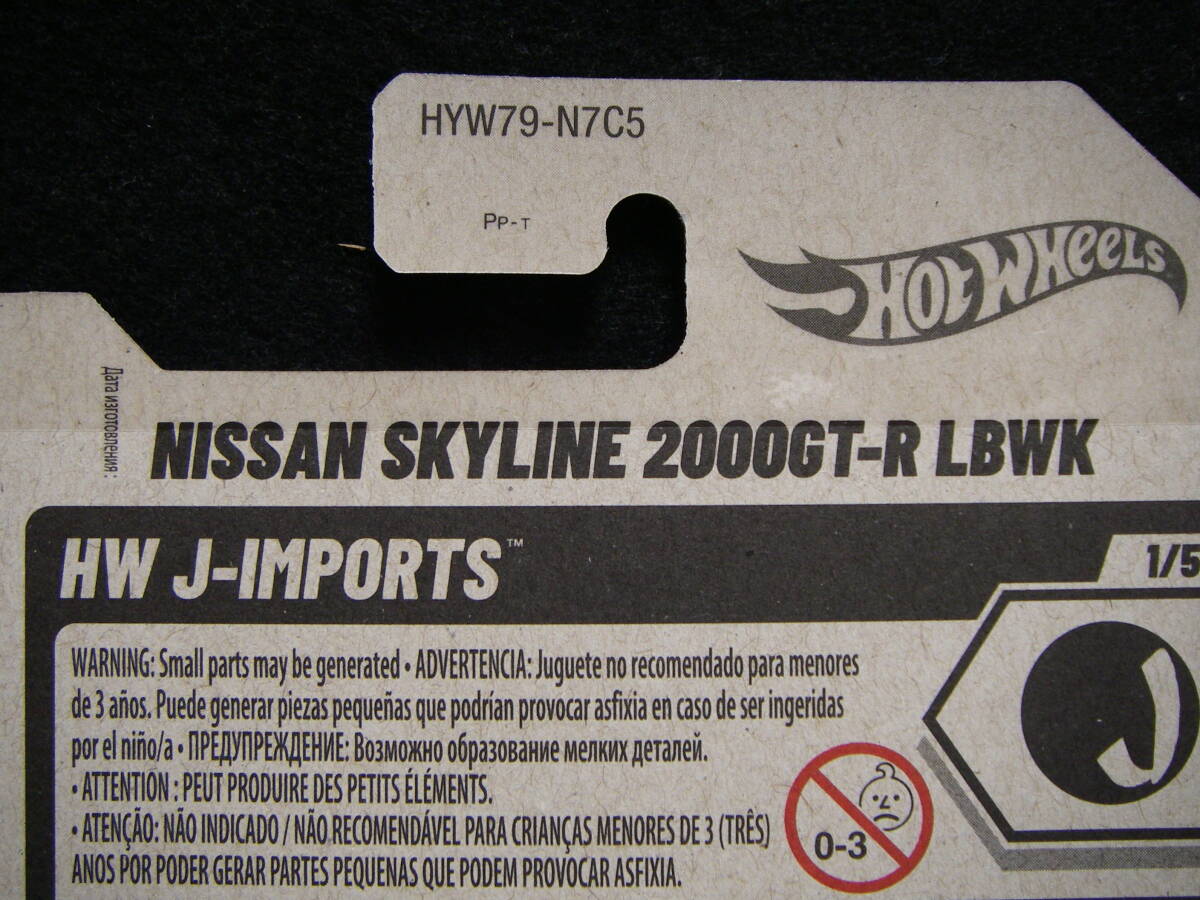 HYW79-N7C5
Pp-T
HOT WHEELS
Дата изготовления:
NISSAN SKYLINE 2000GT-R LBWK
HW J-IMPORTS™
1/5
J
WARNING: Small parts may be generated • ADVERTENCIA: Juguete no recomendado para menores
de 3 años. Puede generar piezas pequeñas que podrían provocar asfixia en caso de ser ingeridas
por el niño/a • ПРЕДУПРЕЖДЕНИЕ: Возможно образование мелких деталей.
• ATTENTION : PEUT PRODUIRE DES PETITS ÉLÉMENTS.
• ATENÇÃO: NÃO INDICADO / NÃO RECOMENDÁVEL PARA CRIANÇAS MENORES DE 3 (TRÊS)
ANOS POR PODER GERAR PARTES PEQUENAS QUE PODEM PROVOCAR ASFIXIA.
0-3